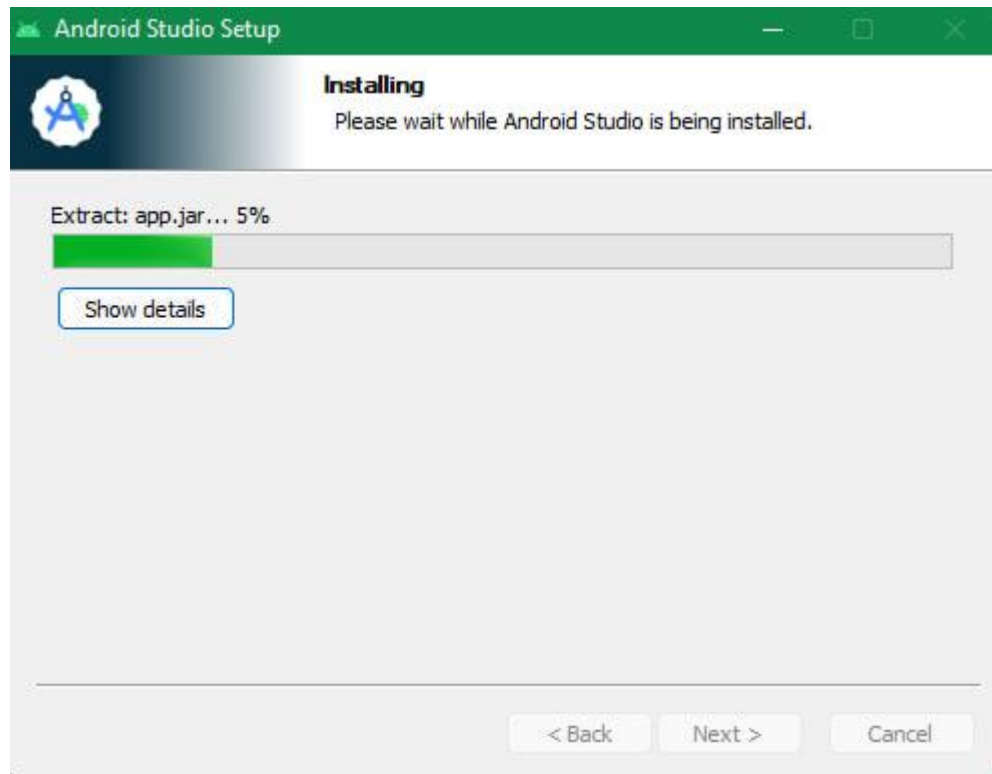 Android Studio Setup
Installing
Please wait while Android Studio is being installed.
Extract: app.jar... 5%
Show details
< Back Next > Cancel